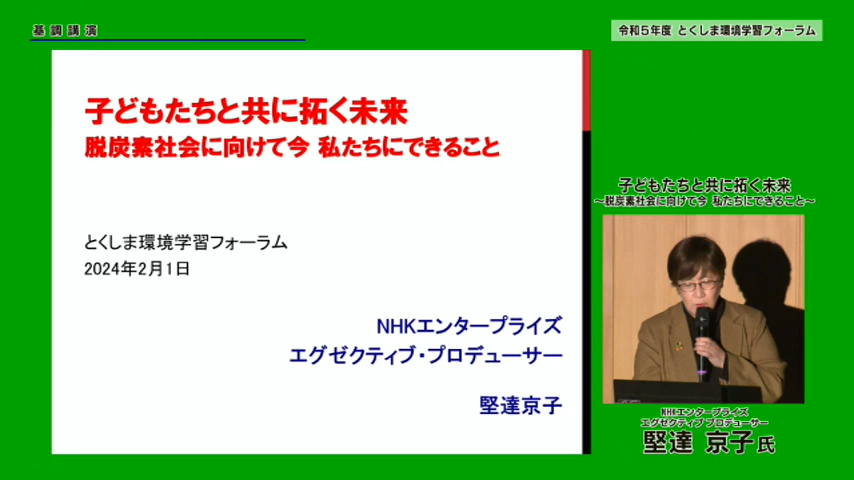 基調講演
令和5年度 とくしま環境学習フォーラム
子どもたちと共に拓く未来
脱炭素社会に向けて今 私たちにできること
とくしま環境学習フォーラム
2024年2月1日
NHKエンタープライズ
エグゼクティブ・プロデューサー
堅達京子
子どもたちと共に拓く未来
～脱炭素社会に向けて今 私たちにできること～
NHKエンタープライズ
エグゼクティブ プロデューサー
堅達 京子氏